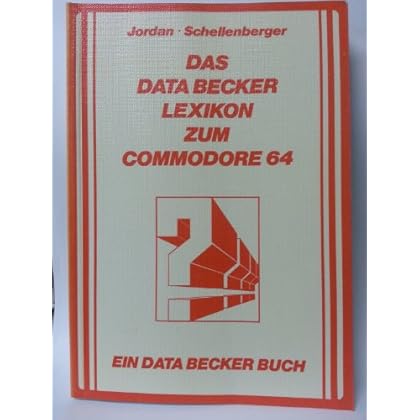 Jordan · Schellenberger
DAS
DATA BECKER
LEXIKON
ZUM
COMMODORE 64
EIN DATA BECKER BUCH